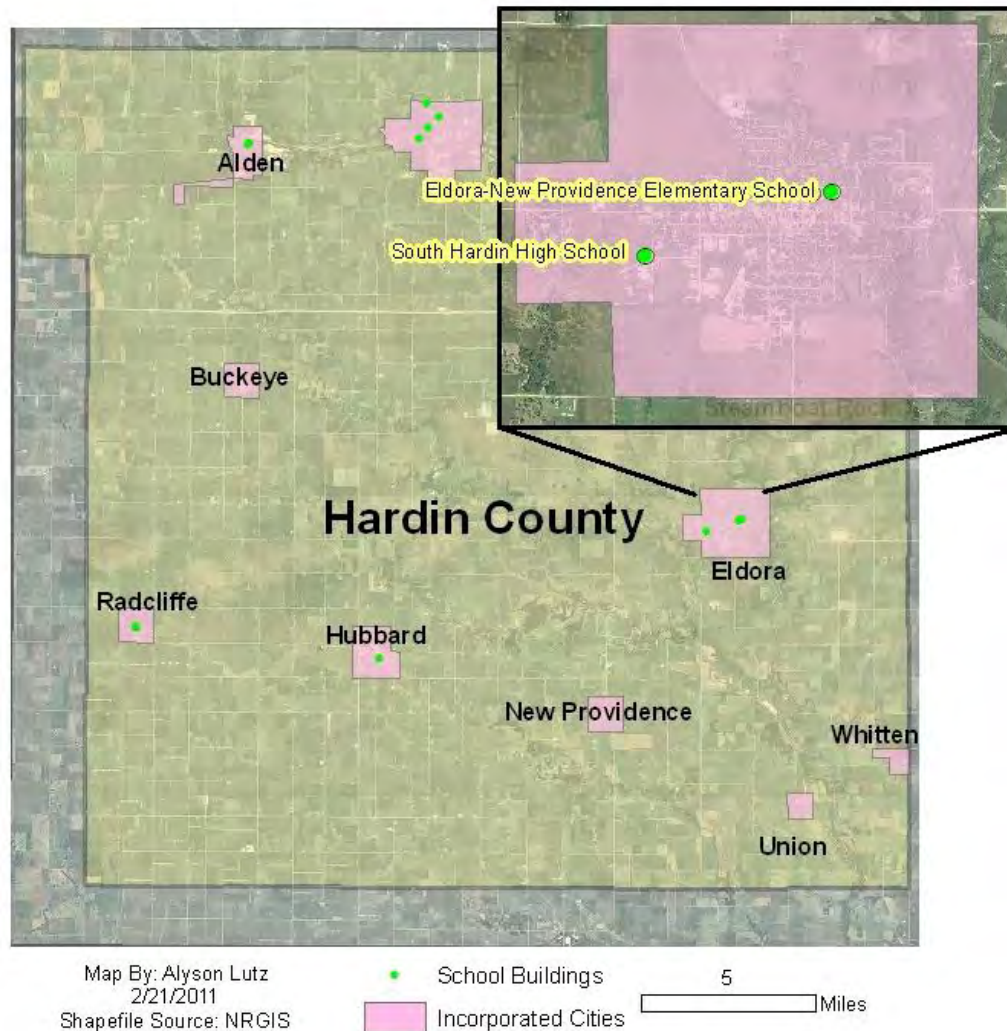 Eldora-New Providence Elementary School
South Hardin High School
Steamboat Rock
Alden
Buckeye
Hardin County
Eldora
Radcliffe
Hubbard
New Providence
Whitten
Union
Map By: Alyson Lutz
2/21/2011
Shapefile Source: NRGIS
School Buildings
Incorporated Cities
5
Miles